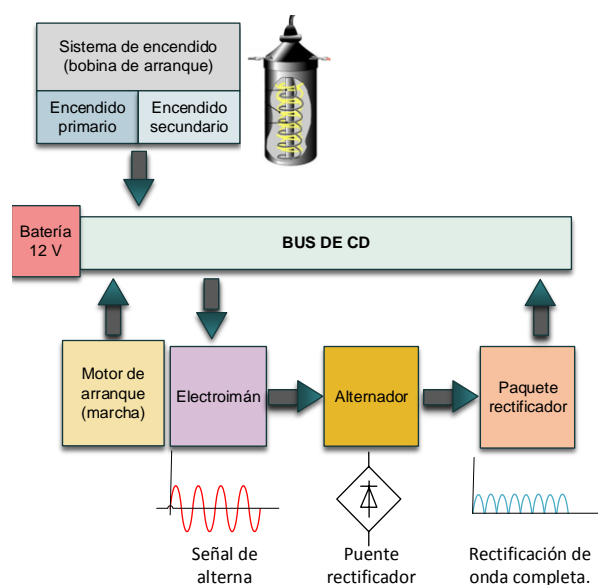 Sistema de encendido
(bobina de arranque)
Encendido
primario
Encendido
secundario
Batería
12 V
BUS DE CD
Motor de
arranque
(marcha)
Electroimán
Alternador
Paquete
rectificador
Señal de
alterna
Puente
rectificador
Rectificación de
onda completa.